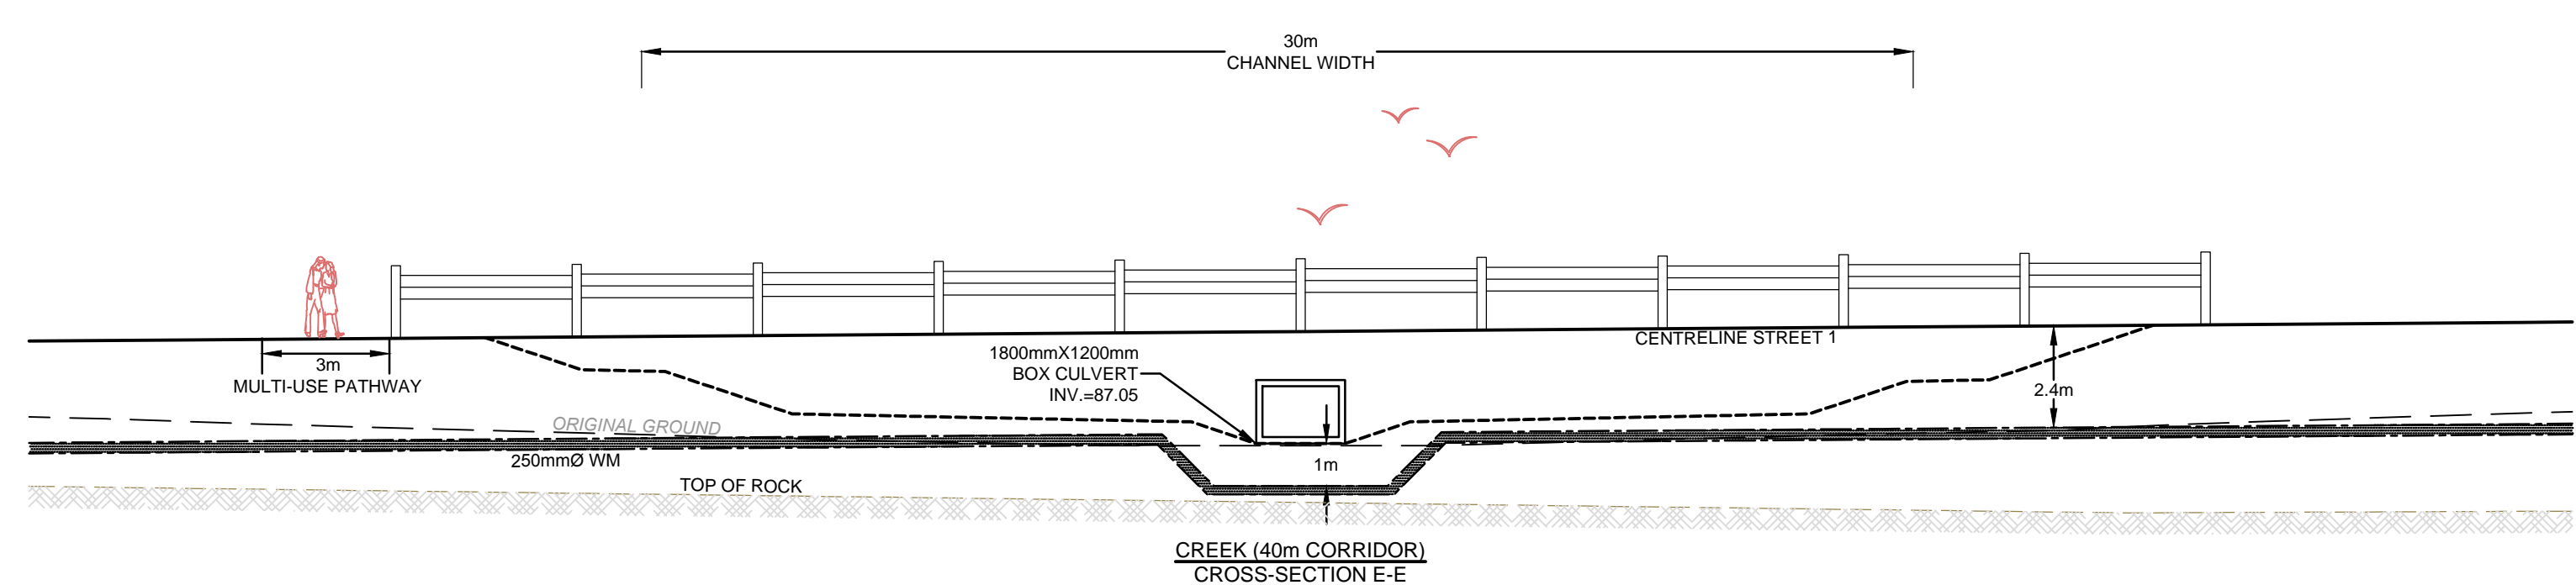 30m
CHANNEL WIDTH
CENTRELINE STREET 1
1800mmX1200mm
BOX CULVERT
INV.=87.05
3m
MULTI-USE PATHWAY
2.4m
ORIGINAL GROUND
250mmØ WM
1m
TOP OF ROCK
CREEK (40m CORRIDOR)
CROSS-SECTION E-E